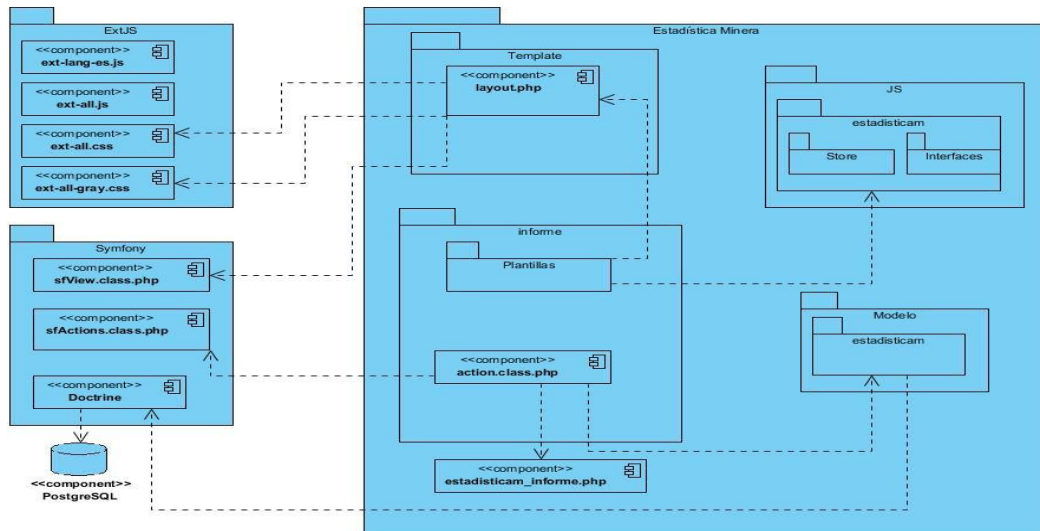 ExtJS
<<component>>
ext-lang-es.js
<<component>>
ext-all.js
<<component>>
ext-all.css
<<component>>
ext-all-gray.css
Symfony
<<component>>
sfView.class.php
<<component>>
sfActions.class.php
<<component>>
Doctrine
<<component>>
PostgreSQL
Estadística Minera
Template
<<component>>
layout.php
JS
estadisticam
Store
Interfaces
informe
Plantillas
<<component>>
action.class.php
<<component>>
estadisticam_informe.php
Modelo
estadisticam